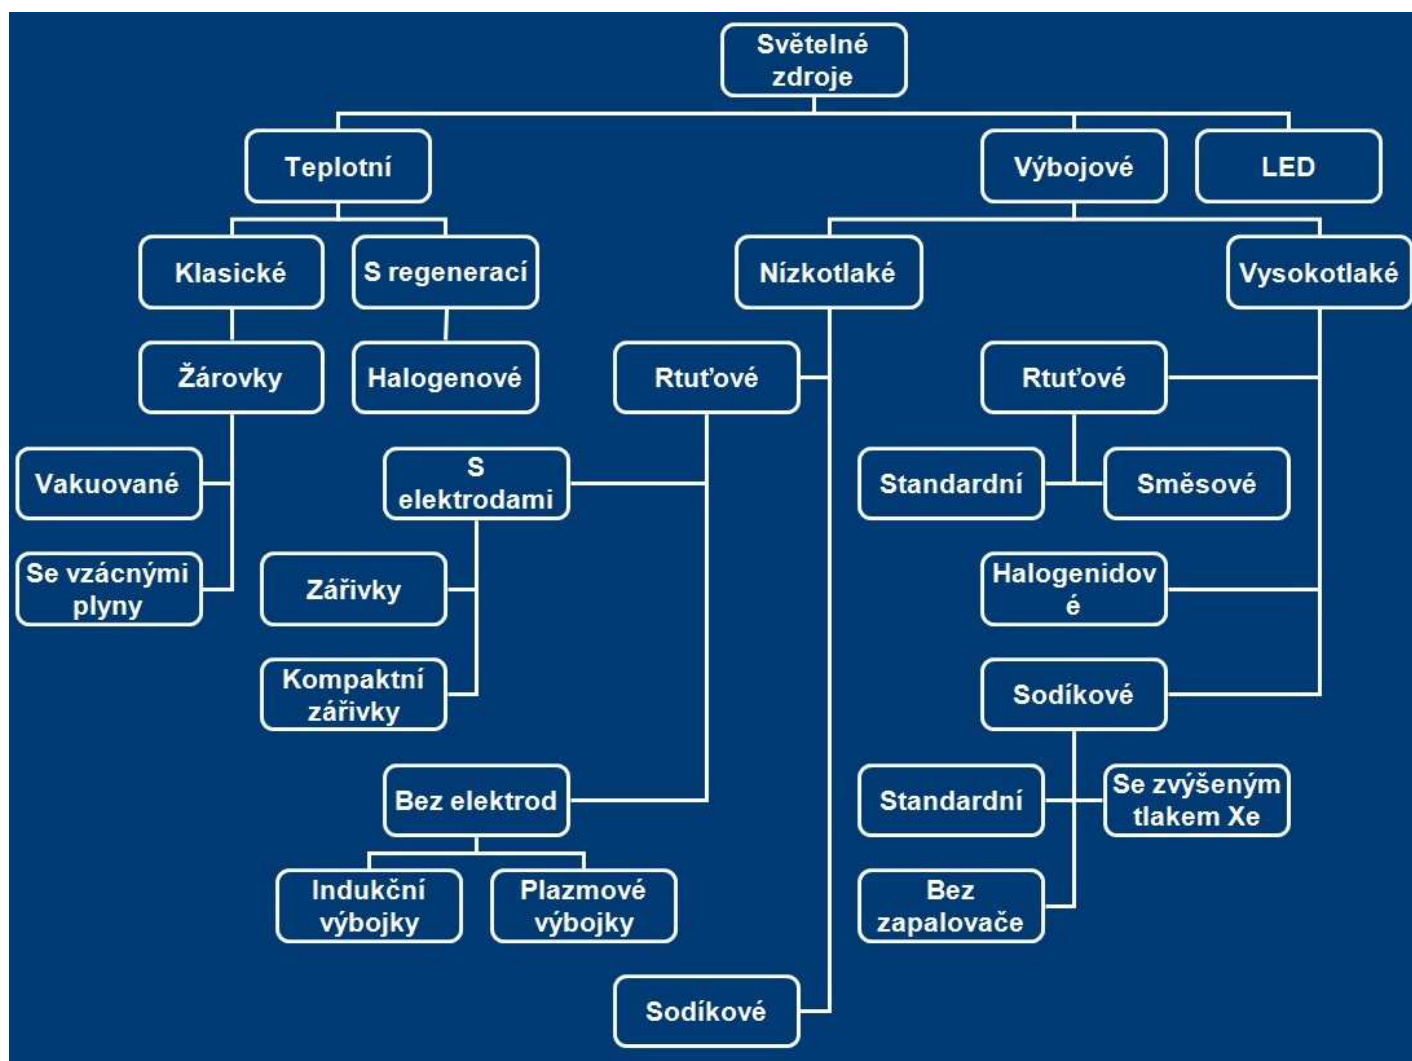 Světelné
zdroje
Teplotní
Výbojové
LED
Klasické
S regenerací
Nízkotlaké
Vysokotlaké
Žárovky
Halogenové
Rtuťové
Rtuťové
Vakuované
S
elektrodami
Standardní
Směsové
Se vzácnými
plyny
Zářivky
Halogenidov
é
Kompaktní
zářivky
Sodíkové
Bez elektrod
Standardní
Se zvýšeným
tlakem Xe
Indukční
výbojky
Plazmové
výbojky
Bez
zapalovače
Sodíkové